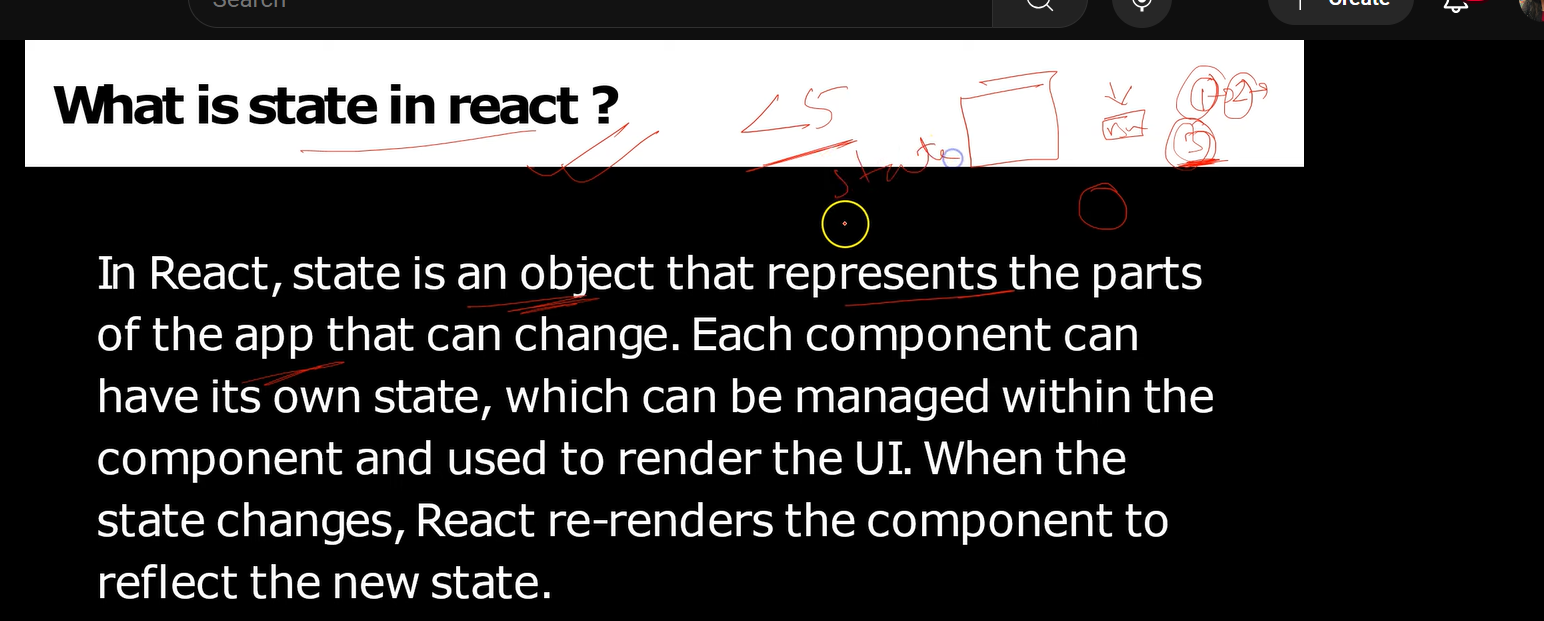 Search
Create
What is state in react ?
<5
state
1 → 2 →
3
In React, state is an object that represents the parts
of the app that can change. Each component can
have its own state, which can be managed within the
component and used to render the UI. When the
state changes, React re-renders the component to
reflect the new state.